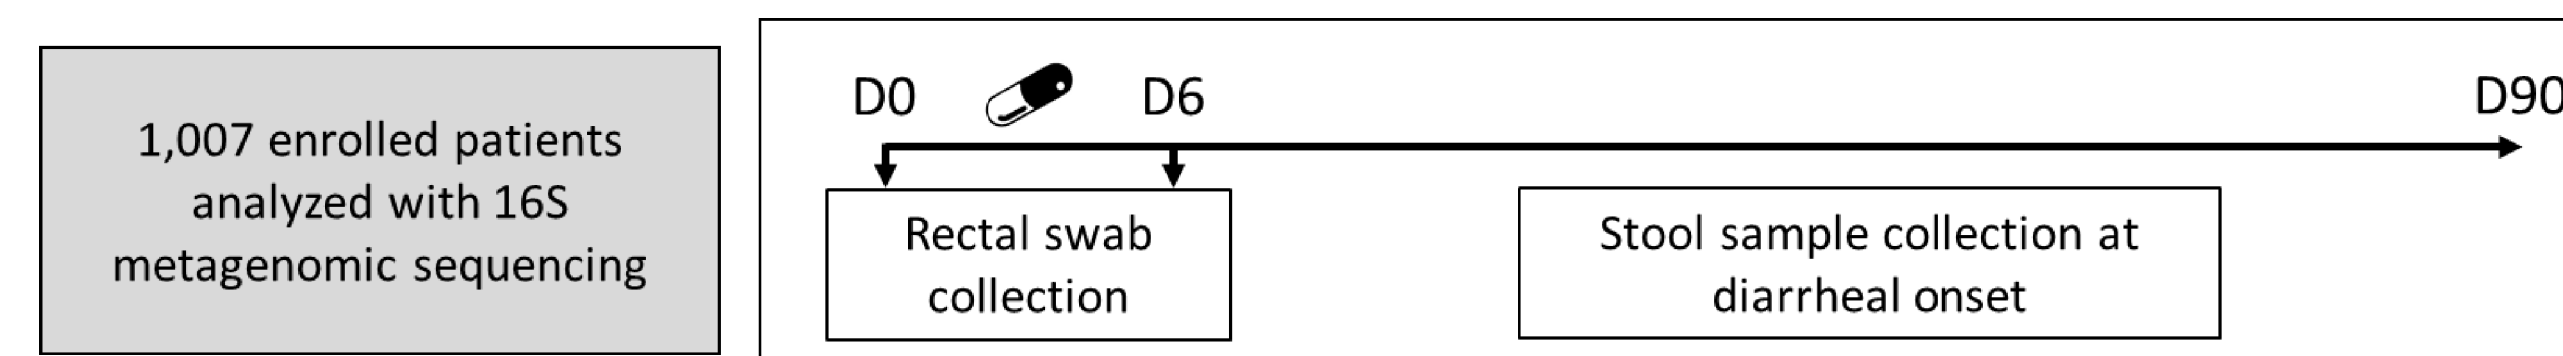 1,007 enrolled patients
analyzed with 16S
metagenomic sequencing
D0
D6
D90
Rectal swab
collection
Stool sample collection at
diarrheal onset